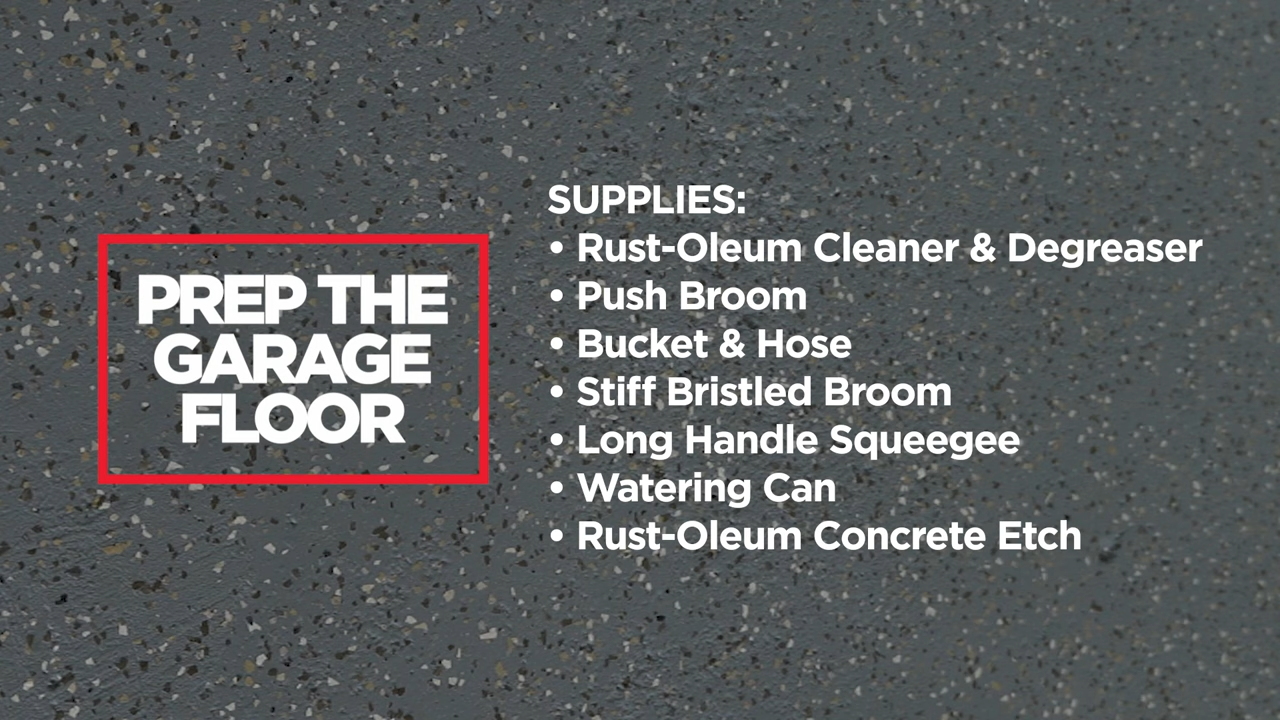 PREP THE
GARAGE
FLOOR
SUPPLIES:
• Rust-Oleum Cleaner & Degreaser
• Push Broom
• Bucket & Hose
• Stiff Bristled Broom
• Long Handle Squeegee
• Watering Can
• Rust-Oleum Concrete Etch